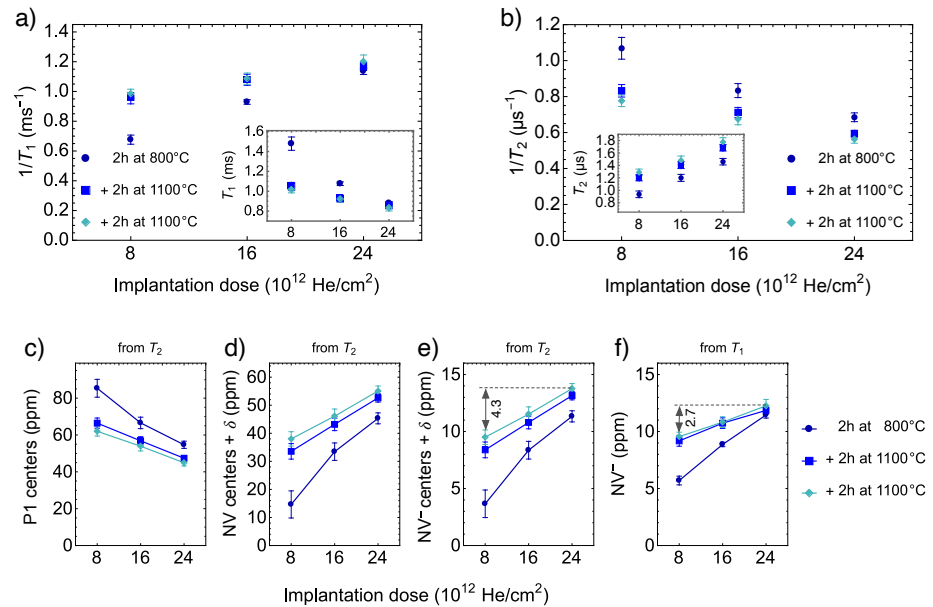 a)
1.4
1.2
1.0
0.8
0.6
0.4
0.2
0.0
1/T₁ (ms⁻¹)
2h at 800°C
+ 2h at 1100°C
+ 2h at 1100°C
1.6
1.4
1.2
1.0
0.8
T₁ (ms)
8 16 24
8 16 24
Implantation dose (10¹² He/cm²)
b)
1.2
1.0
0.8
0.6
0.4
0.2
0.0
1/T₂ (μs⁻¹)
1.8
1.6
1.4
1.2
1.0
0.8
T₂ (μs)
8 16 24
2h at 800°C
+ 2h at 1100°C
+ 2h at 1100°C
8 16 24
Implantation dose (10¹² He/cm²)
c)
from T₂
80
60
40
20
0
P1 centers (ppm)
8 16 24
d)
from T₂
60
50
40
30
20
10
0
NV centers + δ (ppm)
8 16 24
e)
from T₂
15
10
5
0
NV⁻ centers + δ (ppm)
4.3
8 16 24
f)
from T₁
15
10
5
0
NV⁻ (ppm)
2.7
8 16 24
2h at 800°C
+ 2h at 1100°C
+ 2h at 1100°C
Implantation dose (10¹² He/cm²)